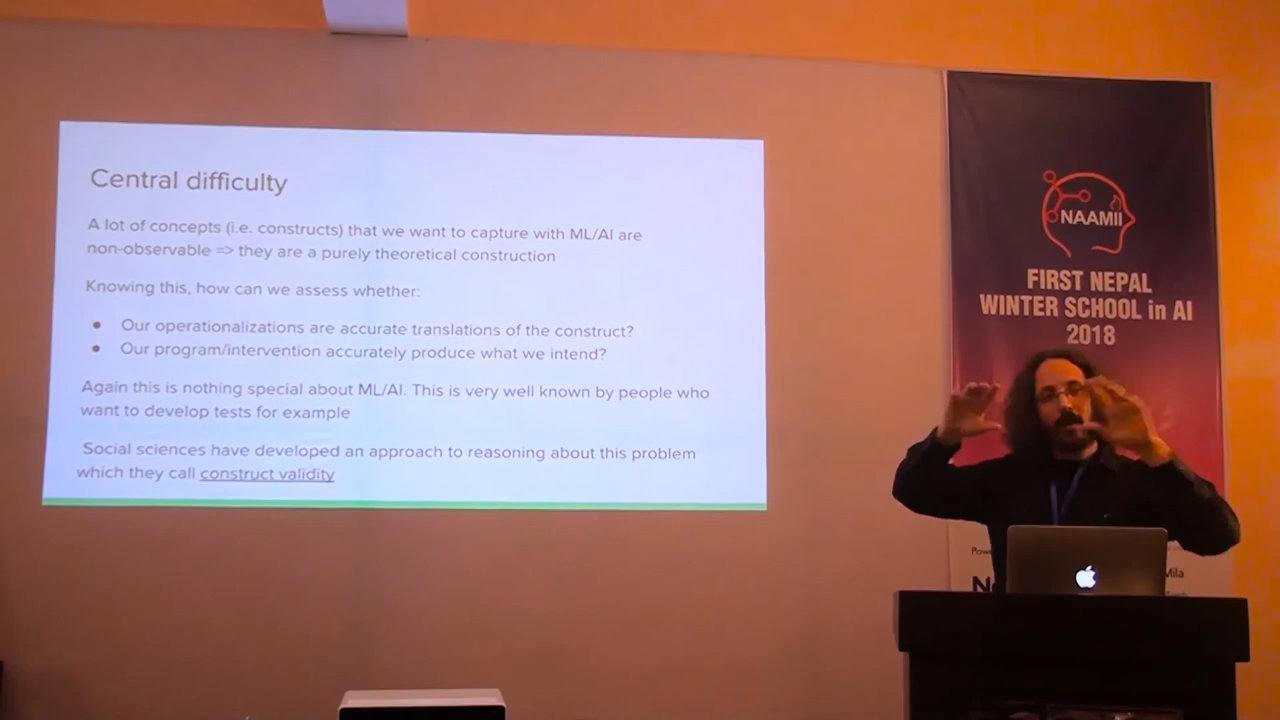 Central difficulty
A lot of concepts (i.e. constructs) that we want to capture with ML/AI are
non-observable => they are a purely theoretical construction
Knowing this, how can we assess whether:
● Our operationalizations are accurate translations of the construct?
● Our program/intervention accurately produce what we intend?
Again this is nothing special about ML/AI. This is very well known by people who
want to develop tests for example
Social sciences have developed an approach to reasoning about this problem
which they call construct validity
NAAMII
FIRST NEPAL
WINTER SCHOOL in AI
2018
Mila